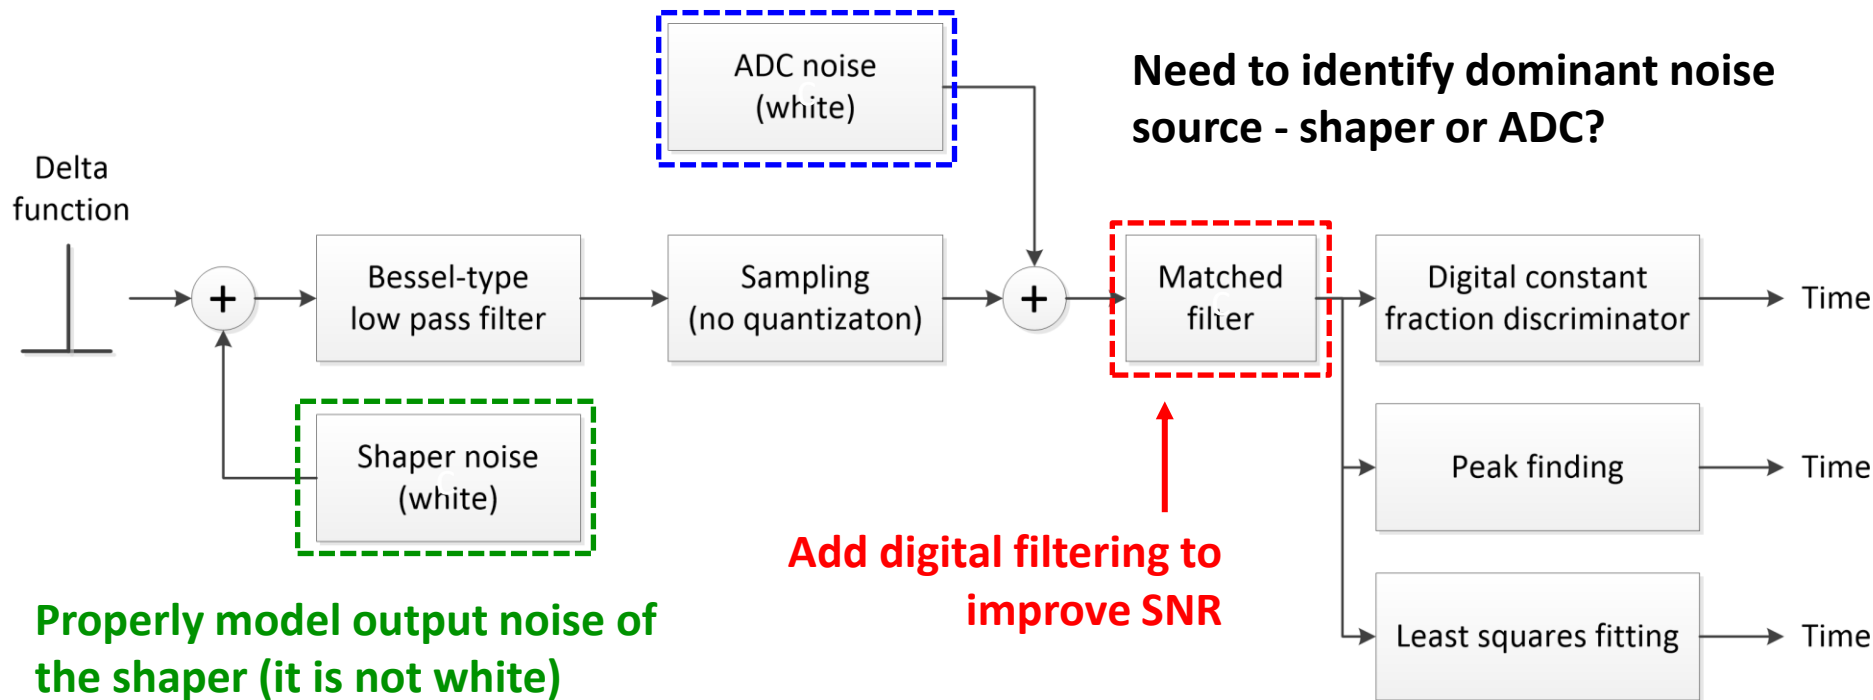 ADC noise
(white)
Need to identify dominant noise
source - shaper or ADC?
Delta
function
+
Bessel-type
low pass filter
Sampling
(no quantizaton)
+
Matched
filter
Digital constant
fraction discriminator
Time
Shaper noise
(white)
Peak finding
Time
Add digital filtering to
improve SNR
Properly model output noise of
the shaper (it is not white)
Least squares fitting
Time